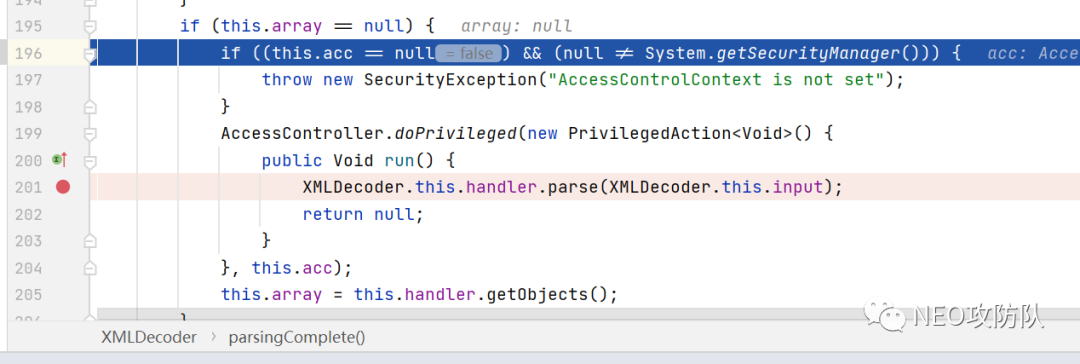 194 }
195 if (this.array == null) { array: null
196 if ((this.acc == null = false ) && (null ≠ System.getSecurityManager())) { acc: Acce
197 throw new SecurityException("AccessControlContext is not set");
198 }
199 AccessController.doPrivileged(new PrivilegedAction<Void>() {
200 public Void run() {
201 XMLDecoder.this.handler.parse(XMLDecoder.this.input);
202 return null;
203 }
204 }, this.acc);
205 this.array = this.handler.getObjects();
206 }
NEO攻防队
XMLDecoder > parsingComplete()